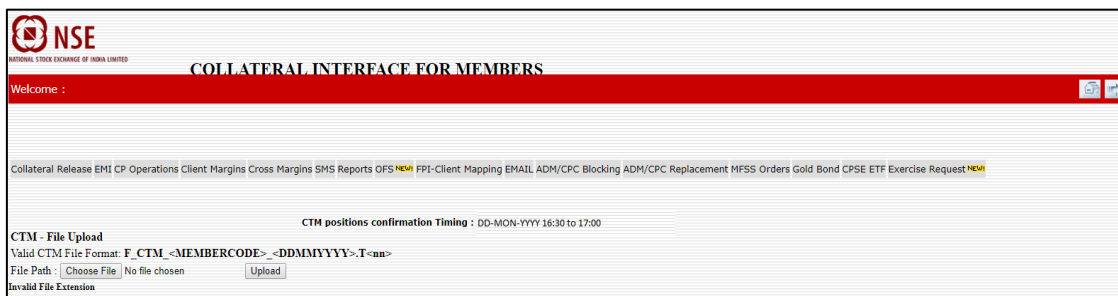 NSE
NATIONAL STOCK EXCHANGE OF INDIA LIMITED
COLLATERAL INTERFACE FOR MEMBERS
Welcome :
Collateral Release EMI CP Operations Client Margins Cross Margins SMS Reports OFS NEW! FPI-Client Mapping EMAIL ADM/CPC Blocking ADM/CPC Replacement MFSS Orders Gold Bond CPSE ETF Exercise Request NEW!
CTM positions confirmation Timing : DD-MON-YYYY 16:30 to 17:00
CTM - File Upload
Valid CTM File Format: F_CTM_<MEMBERCODE>_<DDMMYYYY>.T<nn>
File Path : Choose File No file chosen Upload
Invalid File Extension